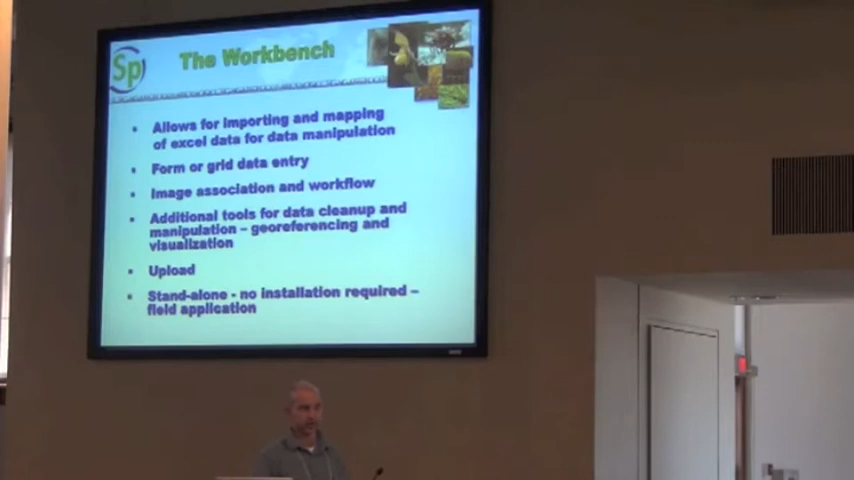 Sp
The Workbench
• Allows for importing and mapping
of excel data for data manipulation
• Form or grid data entry
• Image association and workflow
• Additional tools for data cleanup and
manipulation – georeferencing and
visualization
• Upload
• Stand-alone - no installation required –
field application